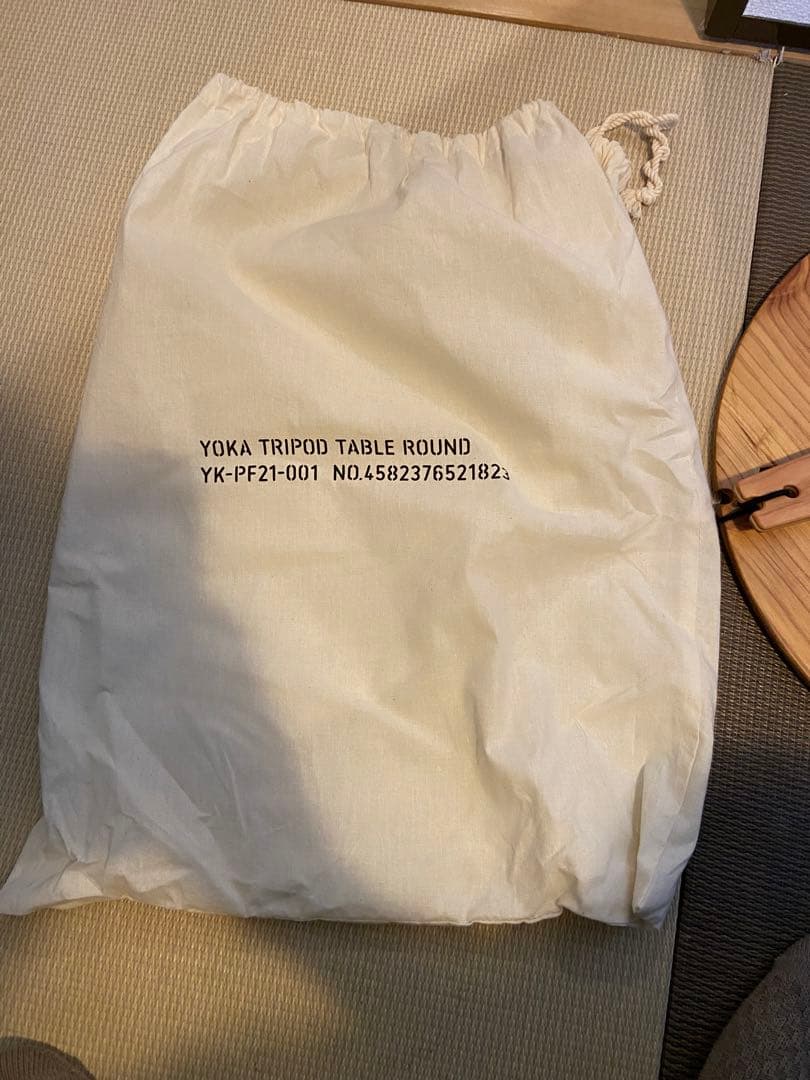 YOKA TRIPOD TABLE ROUND
YK-PF21-001 NO.4582376521823